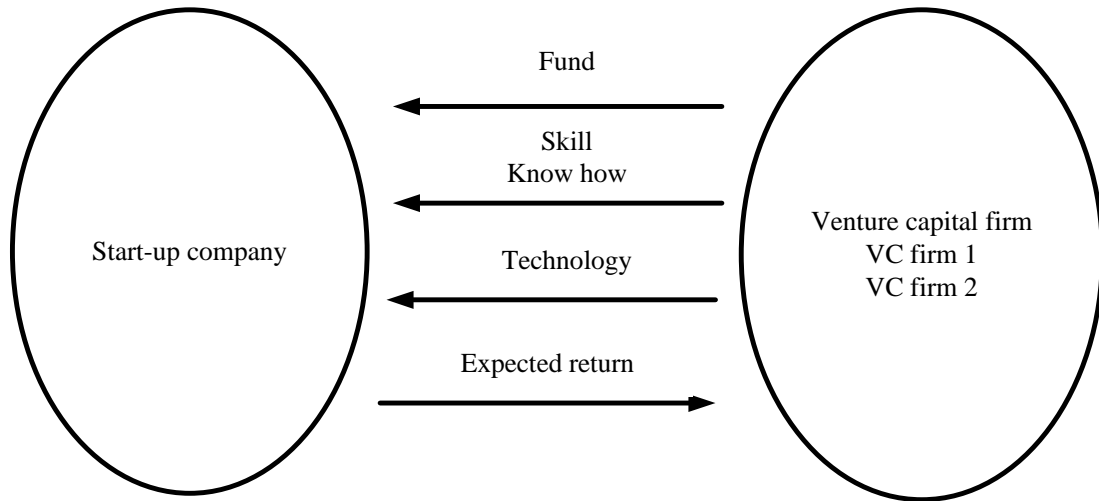 Fund
Skill
Know how
Start-up company
Technology
Venture capital firm
VC firm 1
VC firm 2
Expected return